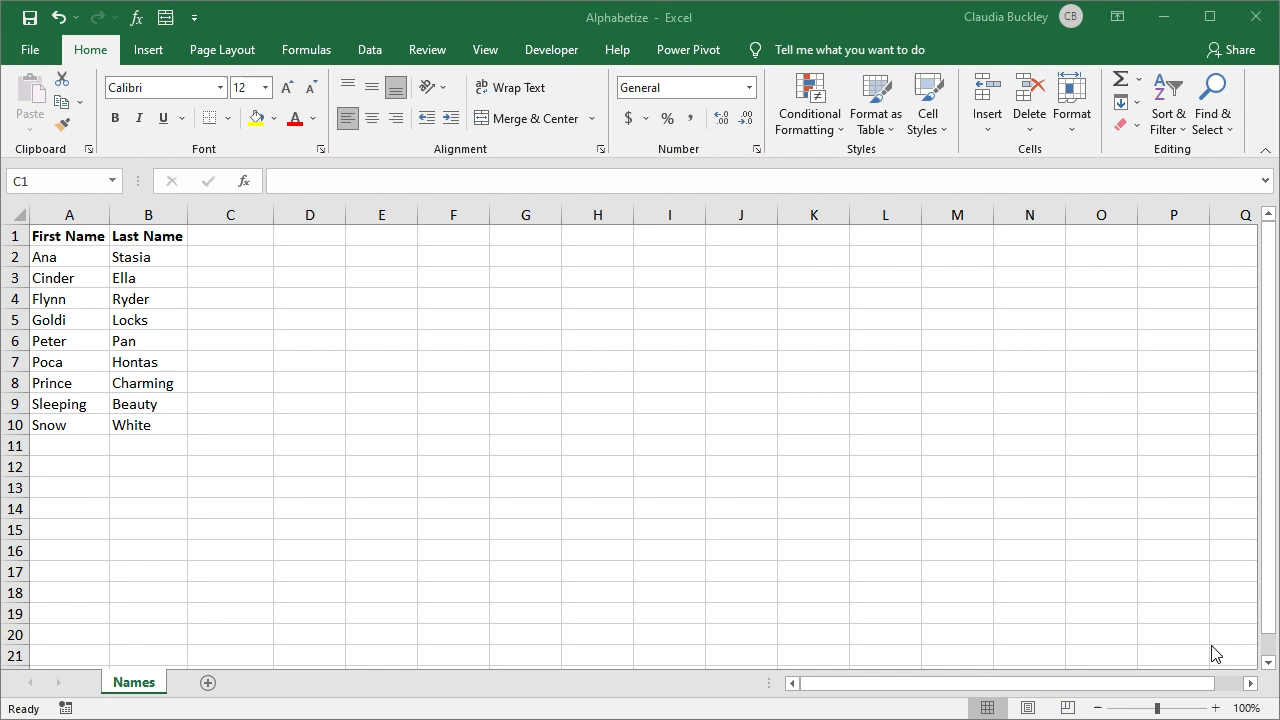 Alphabetize - Excel
Claudia Buckley CB
File Home Insert Page Layout Formulas Data Review View Developer Help Power Pivot Tell me what you want to do Share
Paste
Clipboard
Calibri 12
B I U A
Font
ab Wrap Text
Merge & Center
Alignment
General
$ % ,
Number
Conditional Formatting
Format as Table
Cell Styles
Styles
Insert Delete Format
Cells
Sort & Filter
Find & Select
Editing
C1 fx
A B C D E F G H I J K L M N O P Q
1 First Name Last Name
2 Ana Stasia
3 Cinder Ella
4 Flynn Ryder
5 Goldi Locks
6 Peter Pan
7 Poca Hontas
8 Prince Charming
9 Sleeping Beauty
10 Snow White
11
12
13
14
15
16
17
18
19
20
21
Names
Ready 100%